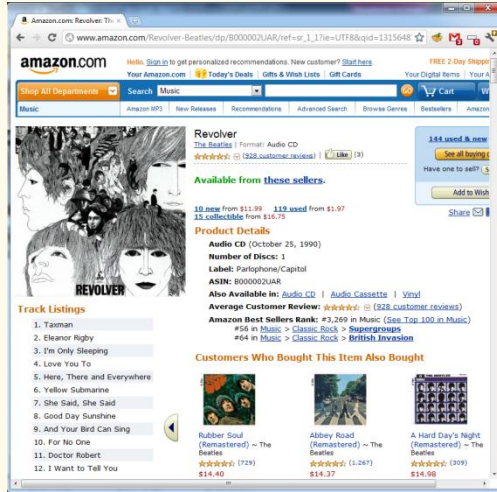 Amazon.com: Revolver: The
www.amazon.com/Revolver-Beatles/dp/B000002UAR/ref=sr_1_1?ie=UTF8&qid=1315648
amazon.com
Hello. Sign in to get personalized recommendations. New customer? Start here.
FREE 2-Day Shippin
Your Amazon.com
Today's Deals
Gifts & Wish Lists
Gift Cards
Your Digital Items
Your A
Shop All Departments
Search
Music
GO
Cart
W
Music
Amazon MP3
New Releases
Recommendations
Advanced Search
Browse Genres
Bestsellers
Amazon
REVOLVER
Revolver
The Beatles | Format: Audio CD
(928 customer reviews) | Like (3)
Available from these sellers.
10 new from $11.99 119 used from $1.97
15 collectible from $16.75
144 used & new
See all buying o
Have one to sell? S
Add to Wish
Share
Product Details
Audio CD (October 25, 1990)
Number of Discs: 1
Label: Parlophone/Capitol
ASIN: B000002UAR
Also Available in: Audio CD | Audio Cassette | Vinyl
Average Customer Review: (928 customer reviews)
Amazon Best Sellers Rank: #3,269 in Music (See Top 100 in Music)
#56 in Music > Classic Rock > Supergroups
#64 in Music > Classic Rock > British Invasion
Track Listings
1. Taxman
2. Eleanor Rigby
3. I'm Only Sleeping
4. Love You To
5. Here, There and Everywhere
6. Yellow Submarine
7. She Said, She Said
8. Good Day Sunshine
9. And Your Bird Can Sing
10. For No One
11. Doctor Robert
12. I Want to Tell You
Customers Who Bought This Item Also Bought
Rubber Soul
(Remastered) ~ The
Beatles
(729)
$14.40
Abbey Road
(Remastered) ~ The
Beatles
(1,267)
$14.37
A Hard Day's Night
(Remastered) ~ The
Beatles
(309)
$14.98